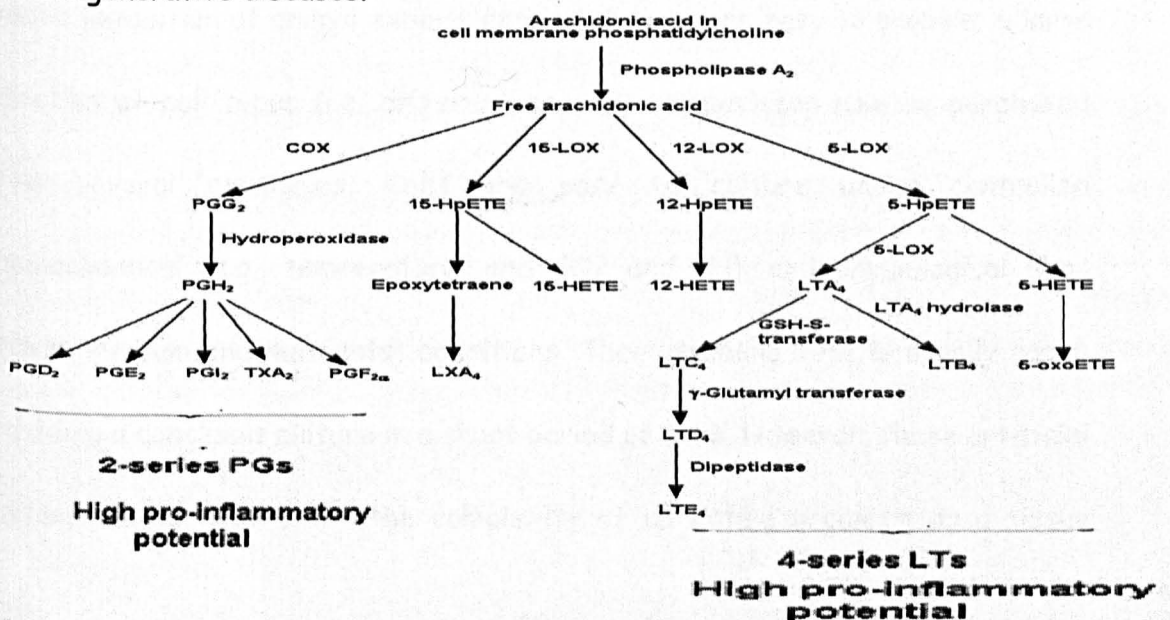 Arachidonic acid in
cell membrane phosphatidylcholine
Phospholipase A₂
Free arachidonic acid
COX 15-LOX 12-LOX 5-LOX
PGG₂ 15-HpETE 12-HpETE 5-HpETE
Hydroperoxidase 5-LOX
PGH₂ Epoxytetraene 15-HETE 12-HETE LTA₄ 5-HETE
GSH-S-
transferase
LTA₄ hydrolase
PGD₂ PGE₂ PGI₂ TXA₂ PGF₂α LXA₄ LTC₄ LTB₄ 5-oxoETE
γ-Glutamyl transferase
LTD₄
Dipeptidase
LTE₄
2-series PGs
High pro-inflammatory
potential
4-series LTs
High pro-inflammatory
potential